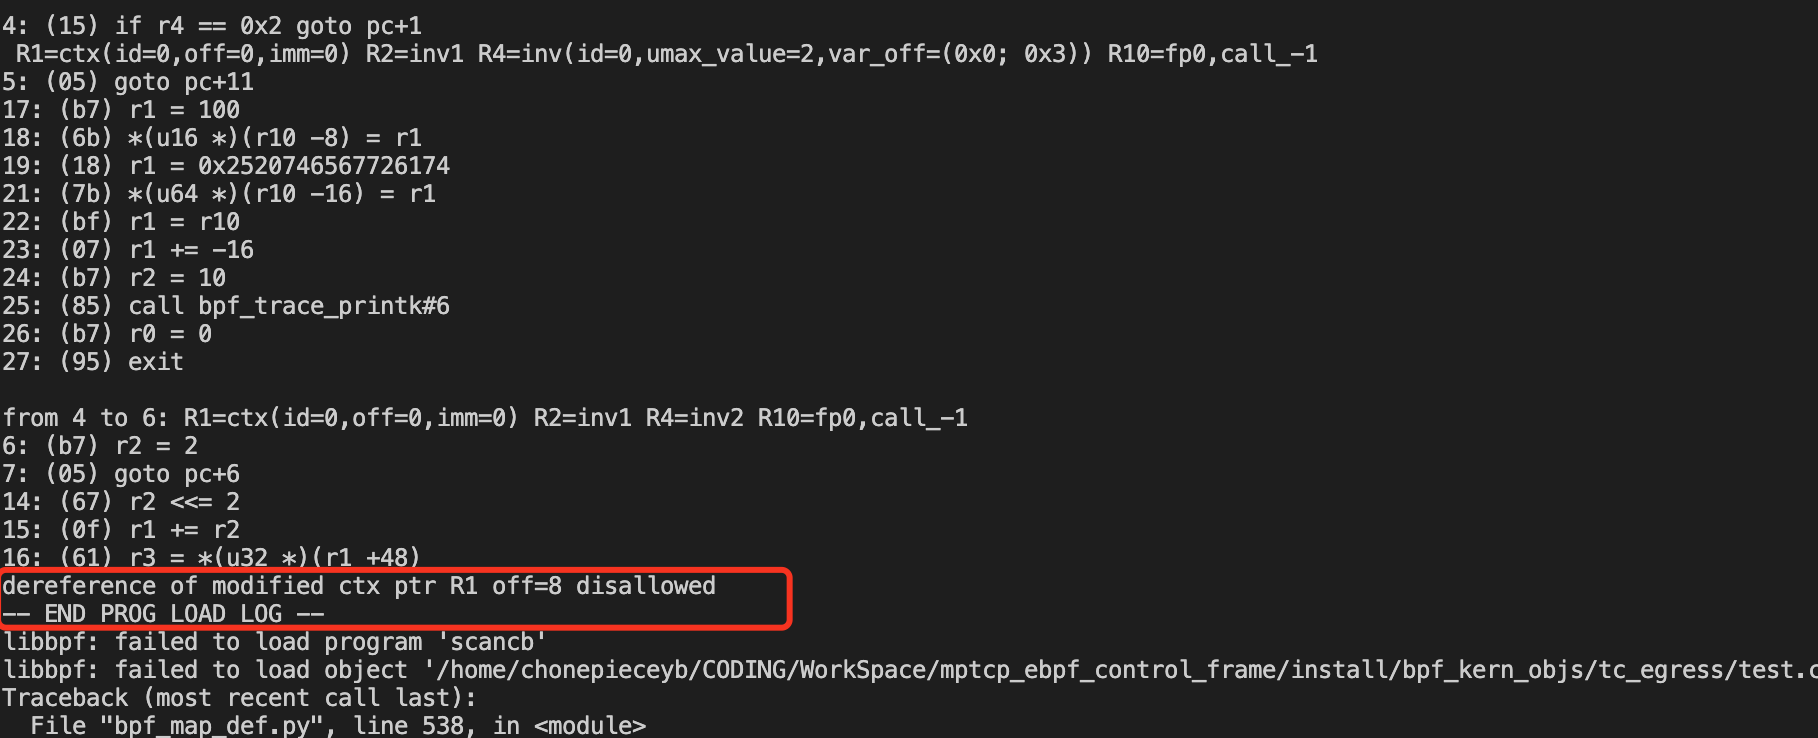 4: (15) if r4 == 0x2 goto pc+1
 R1=ctx(id=0,off=0,imm=0) R2=inv1 R4=inv(id=0,umax_value=2,var_off=(0x0; 0x3)) R10=fp0,call_-1
5: (05) goto pc+11
17: (b7) r1 = 100
18: (6b) *(u16 *)(r10 -8) = r1
19: (18) r1 = 0x2520746567726174
21: (7b) *(u64 *)(r10 -16) = r1
22: (bf) r1 = r10
23: (07) r1 += -16
24: (b7) r2 = 10
25: (85) call bpf_trace_printk#6
26: (b7) r0 = 0
27: (95) exit
from 4 to 6: R1=ctx(id=0,off=0,imm=0) R2=inv1 R4=inv2 R10=fp0,call_-1
6: (b7) r2 = 2
7: (05) goto pc+6
14: (67) r2 <<= 2
15: (0f) r1 += r2
16: (61) r3 = *(u32 *)(r1 +48)
dereference of modified ctx ptr R1 off=8 disallowed
-- END PROG LOAD LOG --
libbpf: failed to load program 'scancb'
libbpf: failed to load object '/home/chonepieceyb/CODING/WorkSpace/mptcp_ebpf_control_frame/install/bpf_kern_objs/tc_egress/test.c
Traceback (most recent call last):
  File "bpf_map_def.py", line 538, in <module>